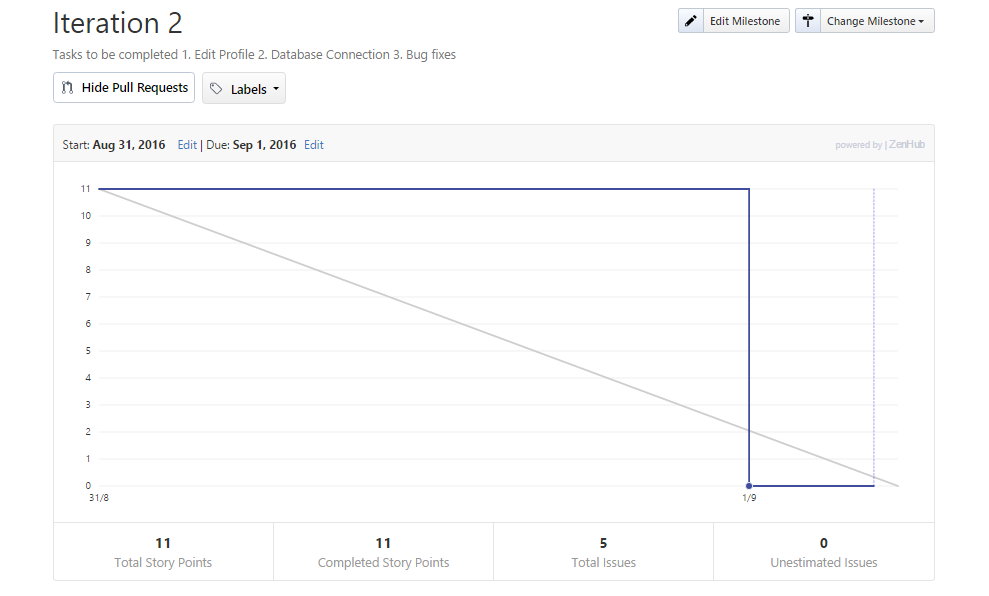 Iteration 2
Edit Milestone
Change Milestone
Tasks to be completed 1. Edit Profile 2. Database Connection 3. Bug fixes
Hide Pull Requests
Labels
Start: Aug 31, 2016 Edit | Due: Sep 1, 2016 Edit
powered by | ZenHub
11
10
9
8
7
6
5
4
3
2
1
0
31/8
1/9
11
Total Story Points
11
Completed Story Points
5
Total Issues
0
Unestimated Issues